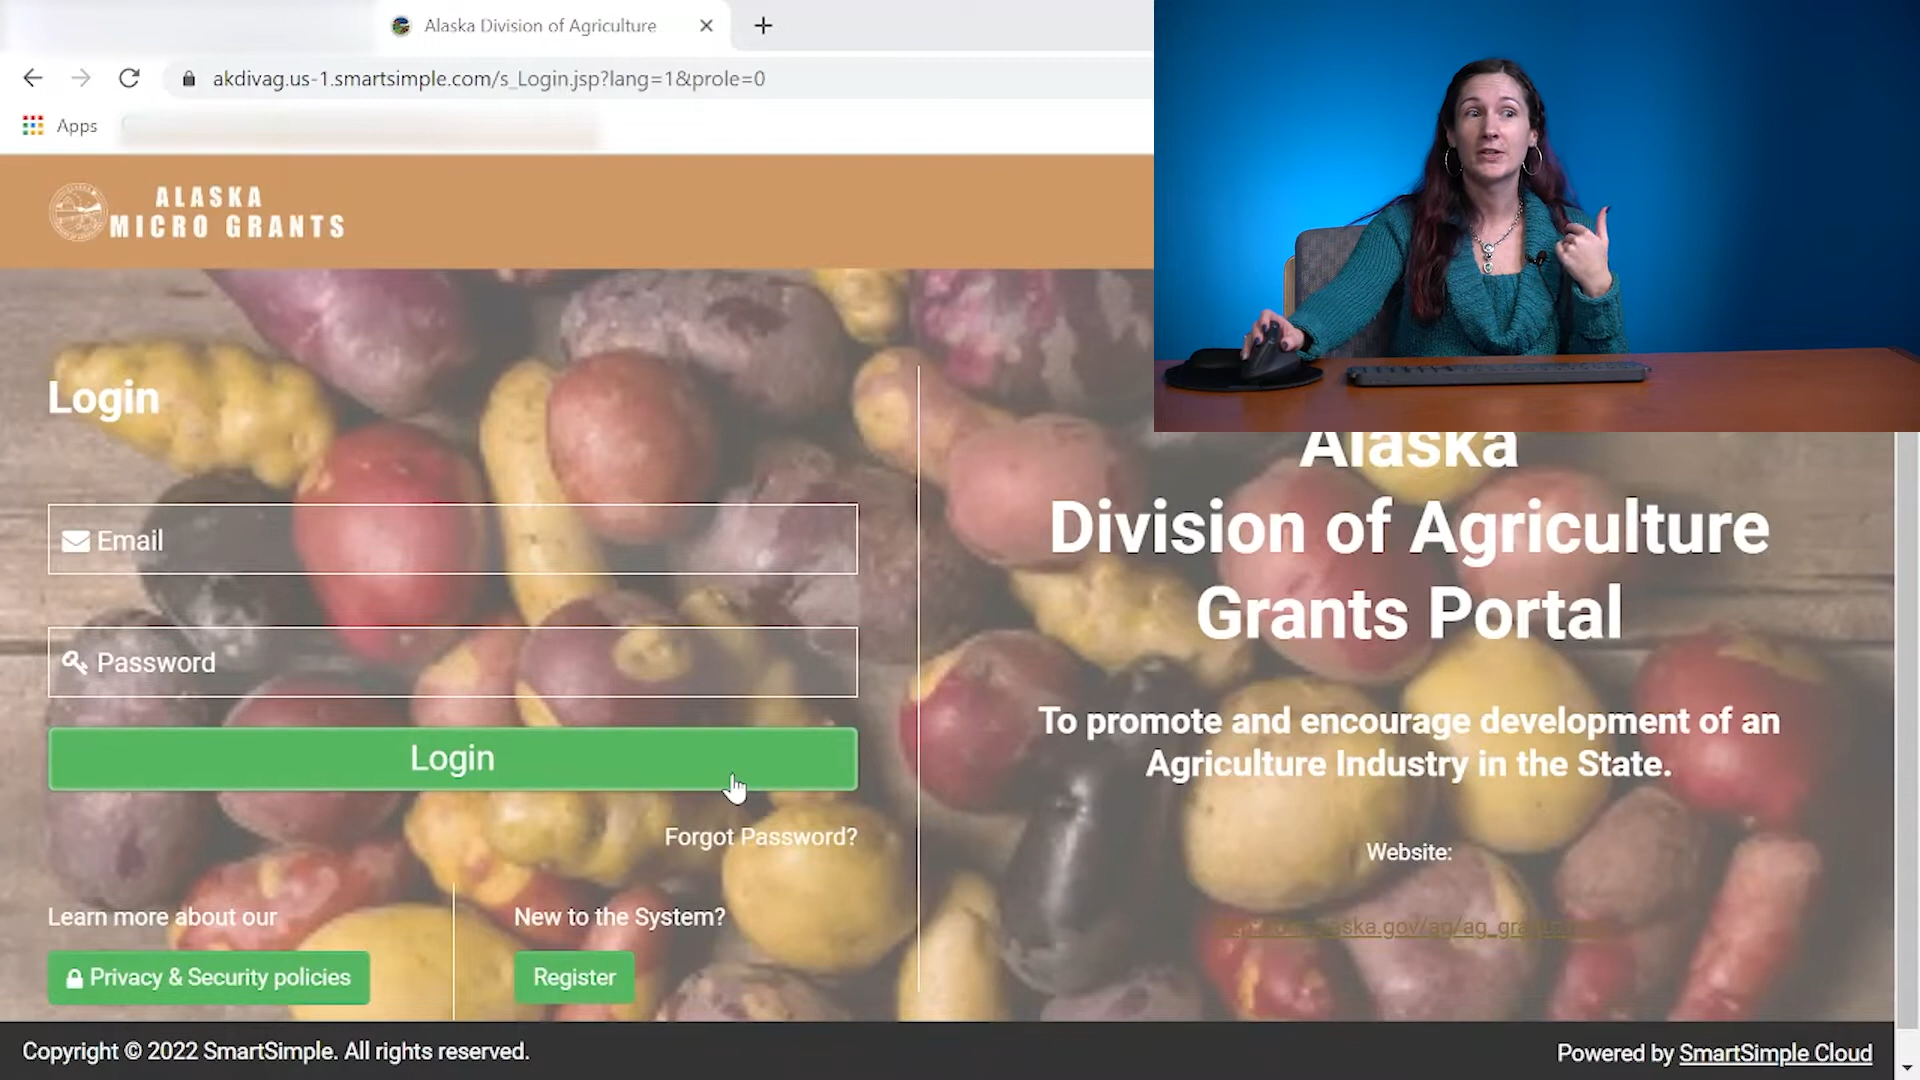 Alaska Division of Agriculture
akdivag.us-1.smartsimple.com/s_Login.jsp?lang=1&prole=0
Apps
ALASKA
MICRO GRANTS
Login
Email
Password
Login
Forgot Password?
Learn more about our
Privacy & Security policies
New to the System?
Register
Alaska
Division of Agriculture
Grants Portal
To promote and encourage development of an
Agriculture Industry in the State.
Website:
Copyright © 2022 SmartSimple. All rights reserved.
Powered by SmartSimple Cloud